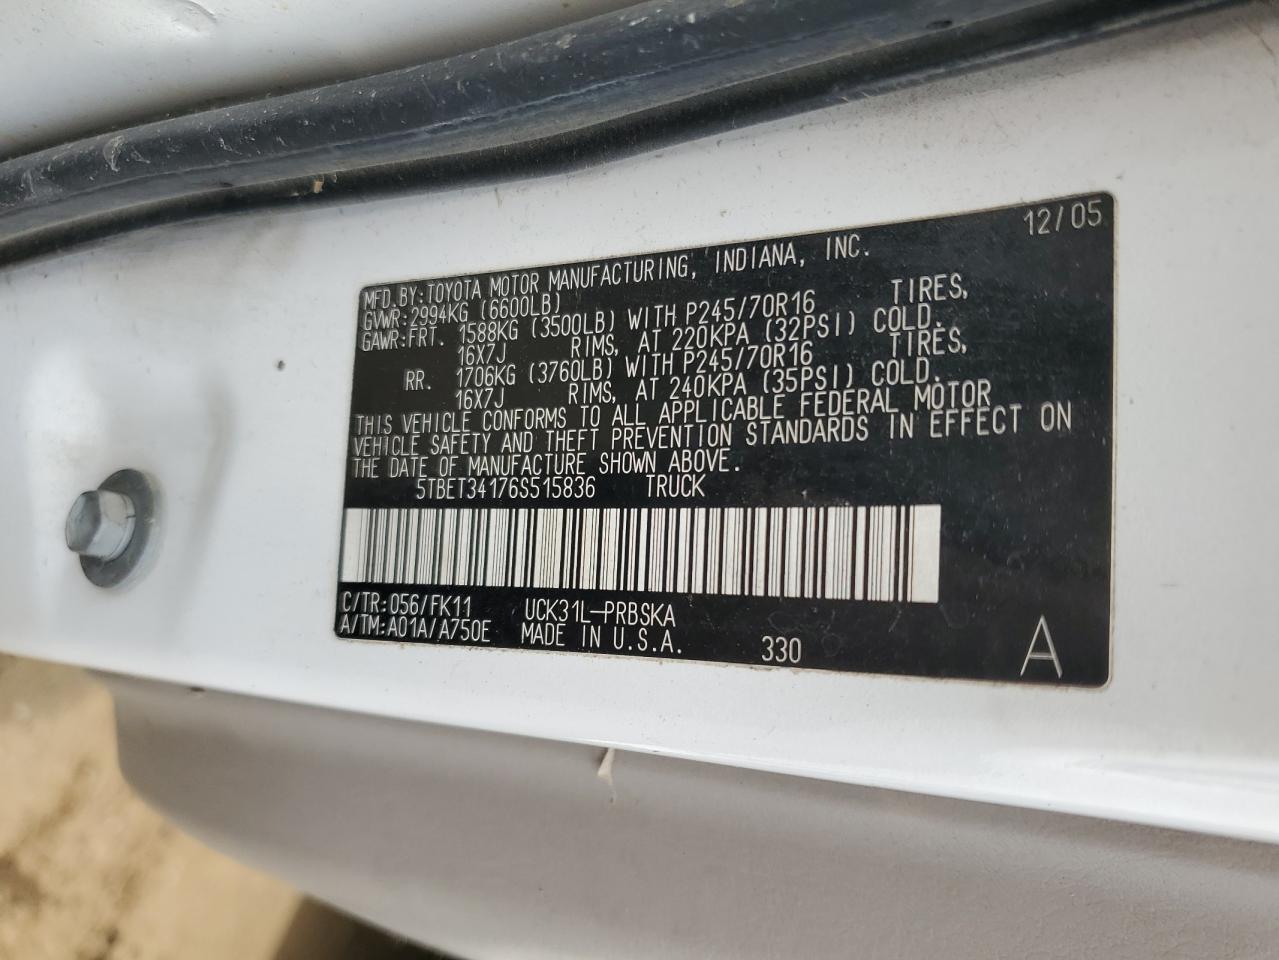 12/05
MFD.BY:TOYOTA MOTOR MANUFACTURING, INDIANA, INC.
GVWR:2994KG (6600LB)
GAWR:FRT. 1588KG (3500LB) WITH P245/70R16 TIRES,
16X7J RIMS, AT 220KPA (32PSI) COLD.
RR. 1706KG (3760LB) WITH P245/70R16 TIRES,
16X7J RIMS, AT 240KPA (35PSI) COLD.
THIS VEHICLE CONFORMS TO ALL APPLICABLE FEDERAL MOTOR
VEHICLE SAFETY AND THEFT PREVENTION STANDARDS IN EFFECT ON
THE DATE OF MANUFACTURE SHOWN ABOVE.
5TBET34176S515836 TRUCK
C/TR:056/FK11 UCK31L-PRBSKA
A/TM:A01A/A750E MADE IN U.S.A. 330 A